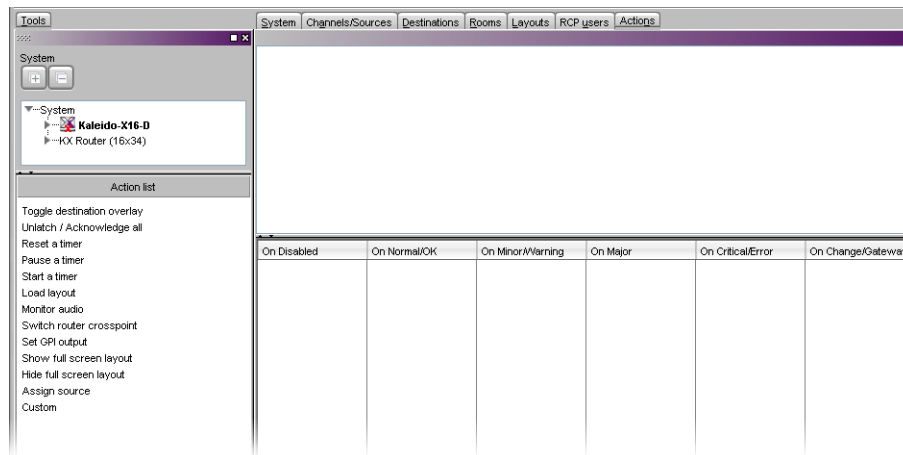 Tools
System Channels/Sources Destinations Rooms Layouts RCP users Actions
System
System
Kaleido-X16-D
KX Router (16x34)
Action list
Toggle destination overlay
Unlatch / Acknowledge all
Reset a timer
Pause a timer
Start a timer
Load layout
Monitor audio
Switch router crosspoint
Set GPI output
Show full screen layout
Hide full screen layout
Assign source
Custom
On Disabled On Normal/OK On Minor/Warning On Major On Critical/Error On Change/Gatewa